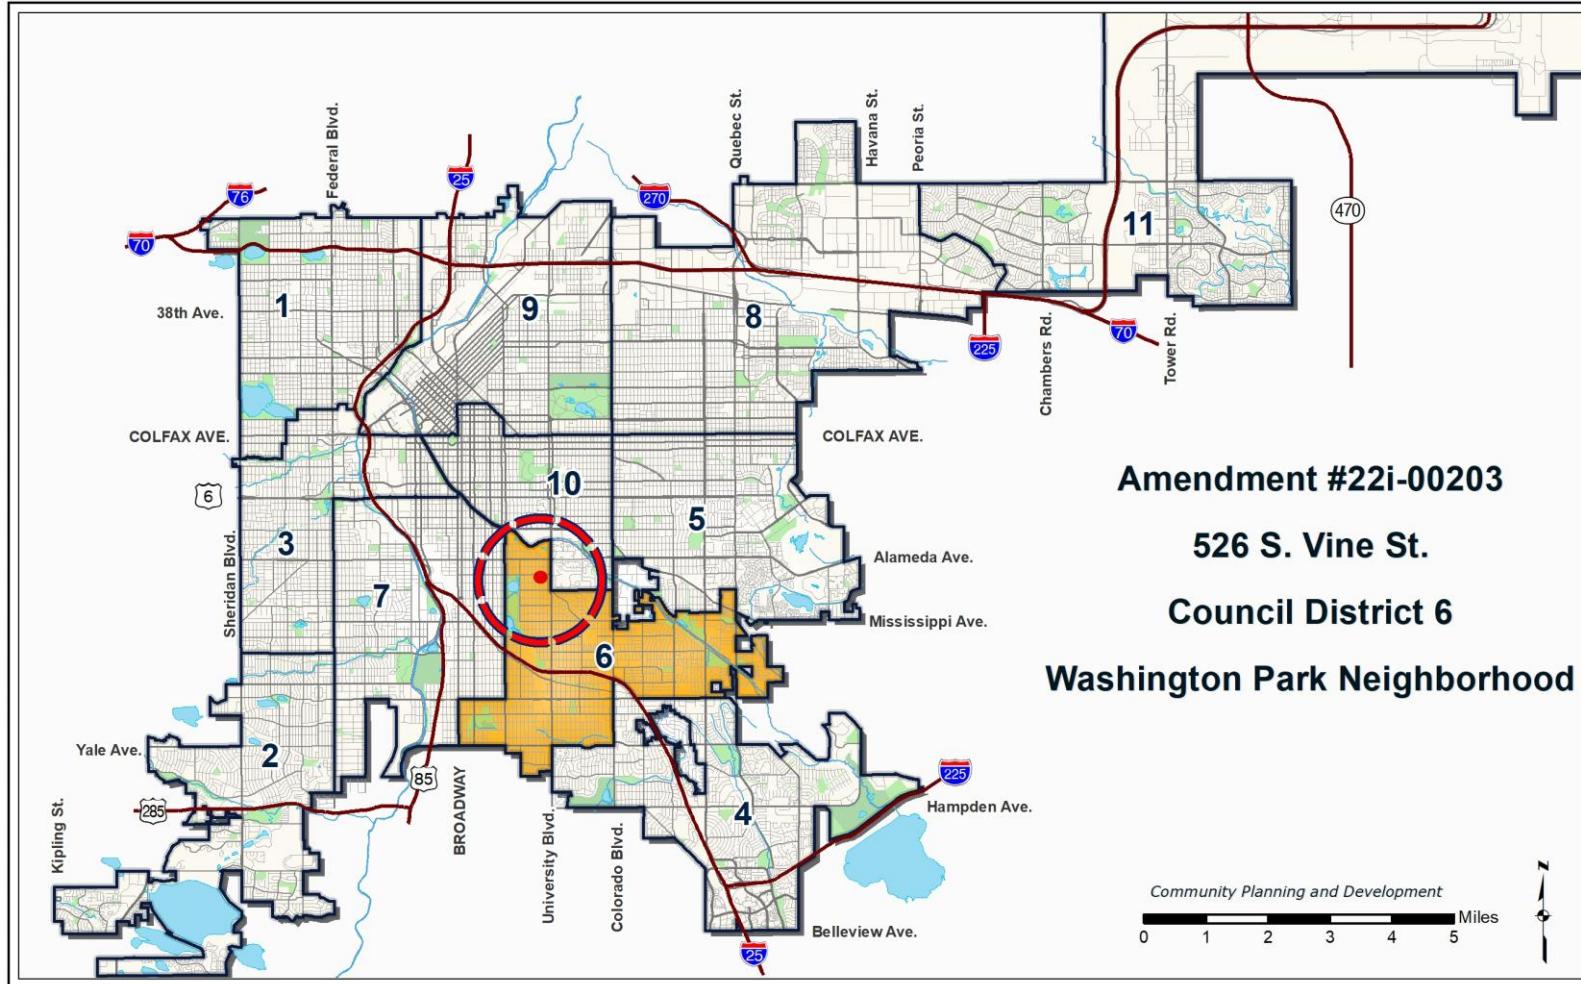 Federal Blvd.
Quebec St.
Havana St.
Peoria St.
76
25
270
70
470
11
1
9
8
38th Ave.
225
Chambers Rd.
70
Tower Rd.
COLFAX AVE.
COLFAX AVE.
6
10
5
3
Sheridan Blvd.
7
Alameda Ave.
Mississippi Ave.
6
Amendment #22i-00203
526 S. Vine St.
Council District 6
Washington Park Neighborhood
Yale Ave.
2
85
BROADWAY
285
Kipling St.
University Blvd.
Colorado Blvd.
4
225
Hampden Ave.
Belleview Ave.
25
Community Planning and Development
Miles
0 1 2 3 4 5
N